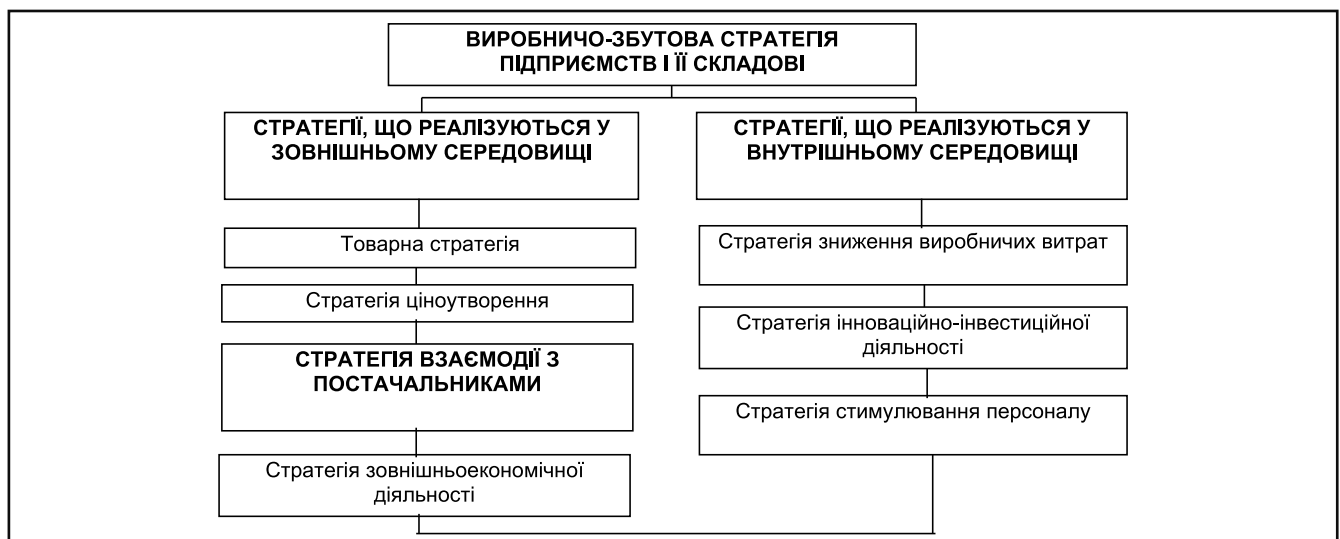 ВИРОБНИЧО-ЗБУТОВА СТРАТЕГІЯ
ПІДПРИЄМСТВ І ЇЇ СКЛАДОВІ
СТРАТЕГІЇ, ЩО РЕАЛІЗУЮТЬСЯ У
ЗОВНІШНЬОМУ СЕРЕДОВИЩІ
Товарна стратегія
Стратегія ціноутворення
СТРАТЕГІЯ ВЗАЄМОДІЇ З
ПОСТАЧАЛЬНИКАМИ
Стратегія зовнішньоекономічної
діяльності
СТРАТЕГІЇ, ЩО РЕАЛІЗУЮТЬСЯ У
ВНУТРІШНЬОМУ СЕРЕДОВИЩІ
Стратегія зниження виробничих витрат
Стратегія інноваційно-інвестиційної
діяльності
Стратегія стимулювання персоналу